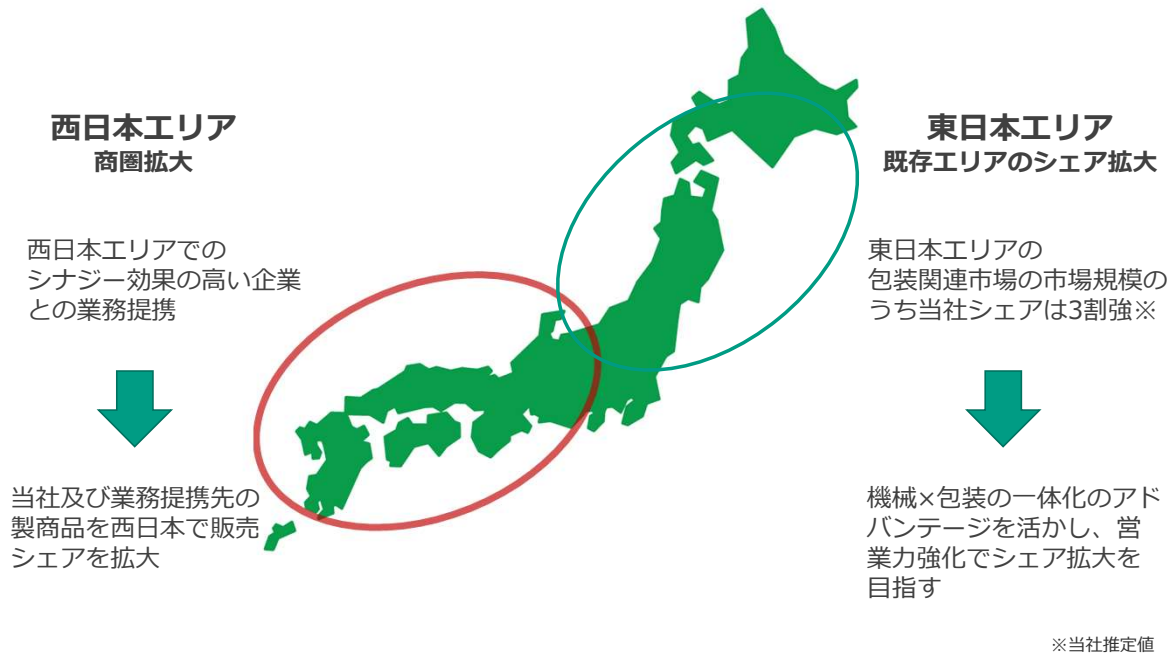 西日本エリア
商圏拡大
西日本エリアでの
シナジー効果の高い企業
との業務提携
当社及び業務提携先の
製商品を西日本で販売
シェアを拡大
東日本エリア
既存エリアのシェア拡大
東日本エリアの
包装関連市場の市場規模の
うち当社シェアは3割強※
機械×包装の一体化のアド
バンテージを活かし、営
業力強化でシェア拡大を
目指す
※当社推定値